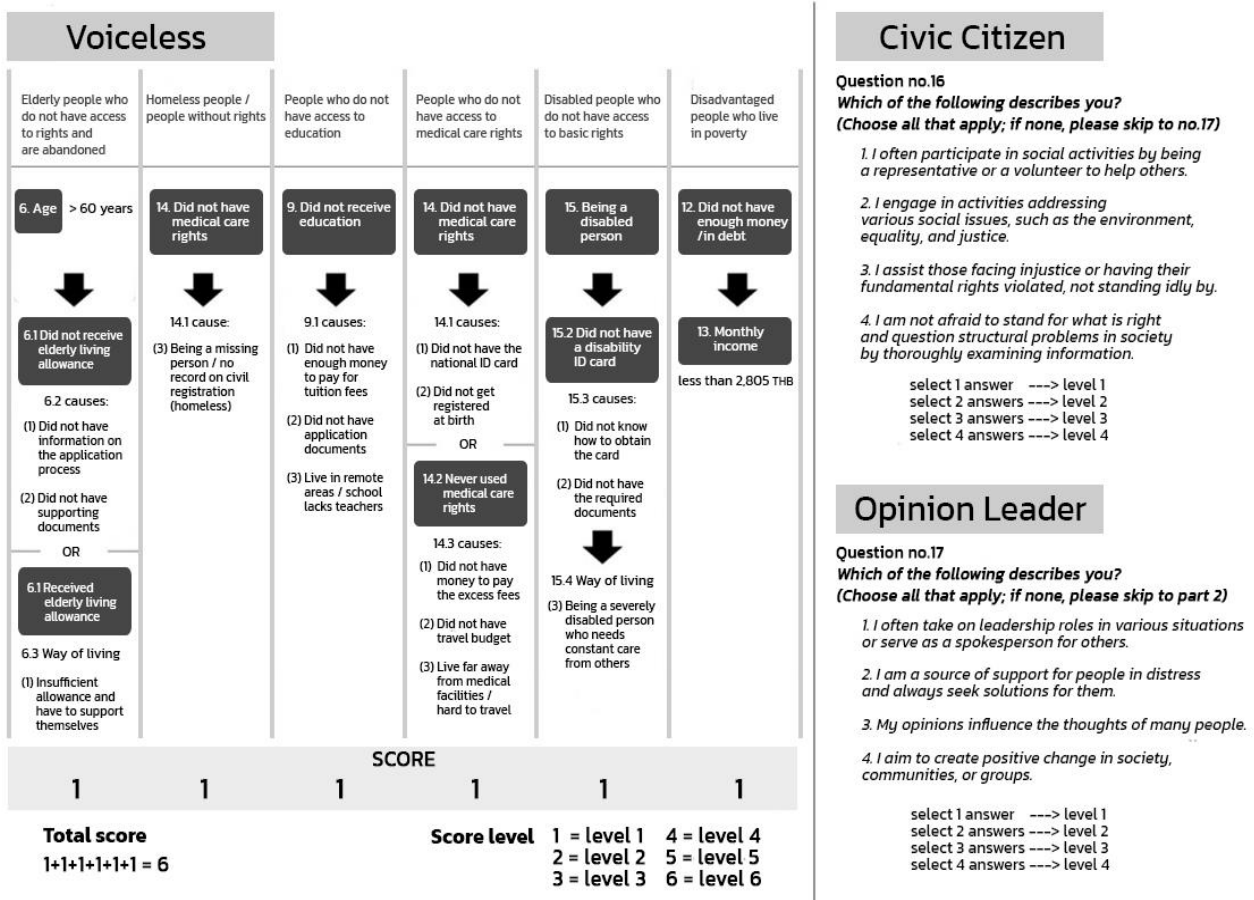 Voiceless
Elderly people who
do not have access
to rights and
are abandoned
Homeless people /
people without rights
People who do not
have access to
education
People who do not
have access to
medical care rights
Disabled people who
do not have access
to basic rights
Disadvantaged
people who live
in poverty
6. Age > 60 years
6.1 Did not receive
elderly living
allowance
6.2 causes:
(1) Did not have
information on
the application
process
(2) Did not have
supporting
documents
OR
6.1 Received
elderly living
allowance
6.3 Way of living
(1) Insufficient
allowance and
have to support
themselves
14. Did not have
medical care
rights
14.1 cause:
(3) Being a missing
person / no
record on civil
registration
(homeless)
9. Did not receive
education
9.1 causes:
(1) Did not have
enough money
to pay for
tuition fees
(2) Did not have
application
documents
(3) Live in remote
areas / school
lacks teachers
14. Did not have
medical care
rights
14.1 causes:
(1) Did not have the
national ID card
(2) Did not get
registered
at birth
OR
14.2 Never used
medical care
rights
14.3 causes:
(1) Did not have
money to pay
the excess fees
(2) Did not have
travel budget
(3) Live far away
from medical
facilities /
hard to travel
15. Being a
disabled
person
15.2 Did not have
a disability
ID card
15.3 causes:
(1) Did not know
how to obtain
the card
(2) Did not have
the required
documents
15.4 Way of living
(3) Being a severely
disabled person
who needs
constant care
from others
12. Did not have
enough money
/in debt
13. Monthly
income
less than 2,805 THB
SCORE
1 1 1 1 1 1
Total score
1+1+1+1+1+1 = 6
Score level 1 = level 1 4 = level 4
2 = level 2 5 = level 5
3 = level 3 6 = level 6
Civic Citizen
Question no.16
Which of the following describes you?
(Choose all that apply; if none, please skip to no.17)
1. I often participate in social activities by being
a representative or a volunteer to help others.
2. I engage in activities addressing
various social issues, such as the environment,
equality, and justice.
3. I assist those facing injustice or having their
fundamental rights violated, not standing idly by.
4. I am not afraid to stand for what is right
and question structural problems in society
by thoroughly examining information.
select 1 answer ---> level 1
select 2 answers ---> level 2
select 3 answers ---> level 3
select 4 answers ---> level 4
Opinion Leader
Question no.17
Which of the following describes you?
(Choose all that apply; if none, please skip to part 2)
1. I often take on leadership roles in various situations
or serve as a spokesperson for others.
2. I am a source of support for people in distress
and always seek solutions for them.
3. My opinions influence the thoughts of many people.
4. I aim to create positive change in society,
communities, or groups.
select 1 answer ---> level 1
select 2 answers ---> level 2
select 3 answers ---> level 3
select 4 answers ---> level 4